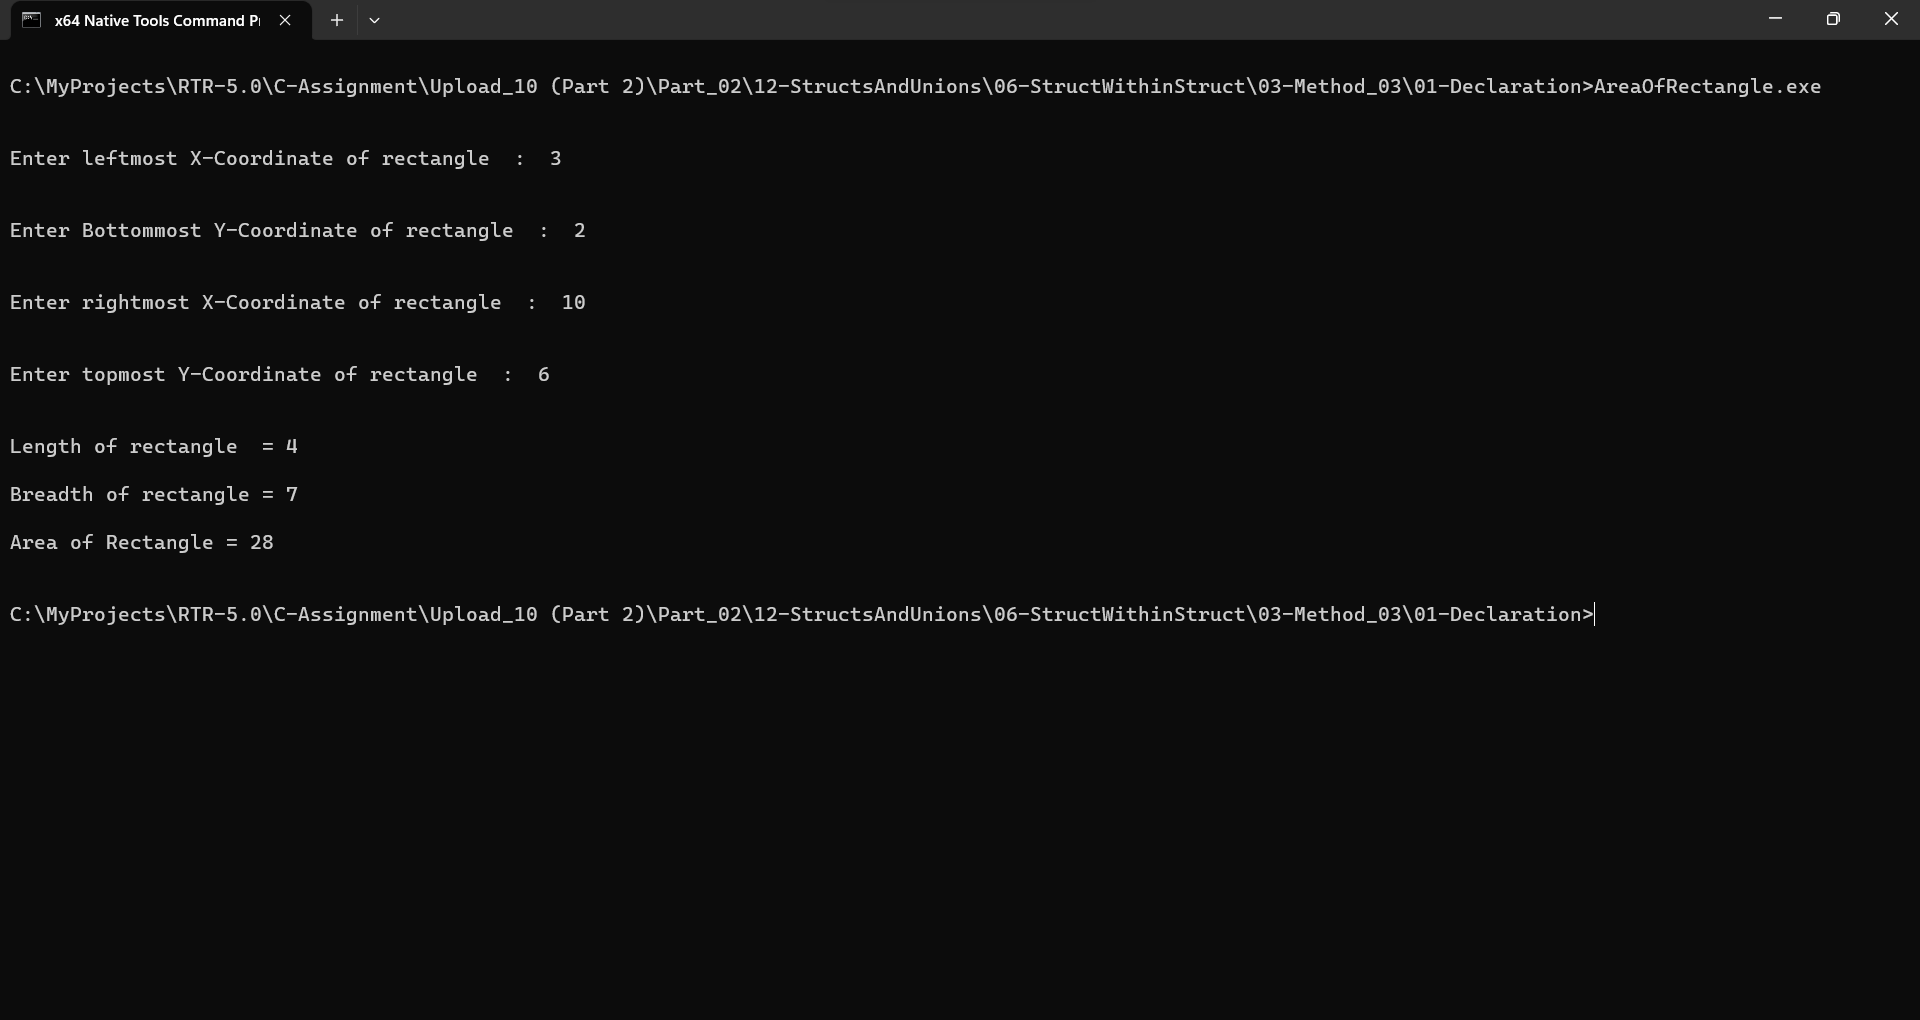 x64 Native Tools Command P
C:\MyProjects\RTR-5.0\C-Assignment\Upload_10 (Part 2)\Part_02\12-StructsAndUnions\06-StructWithinStruct\03-Method_03\01-Declaration>AreaOfRectangle.exe
Enter leftmost X-Coordinate of rectangle  :  3
Enter Bottommost Y-Coordinate of rectangle  :  2
Enter rightmost X-Coordinate of rectangle  :  10
Enter topmost Y-Coordinate of rectangle  :  6
Length of rectangle  = 4
Breadth of rectangle = 7
Area of Rectangle = 28
C:\MyProjects\RTR-5.0\C-Assignment\Upload_10 (Part 2)\Part_02\12-StructsAndUnions\06-StructWithinStruct\03-Method_03\01-Declaration>